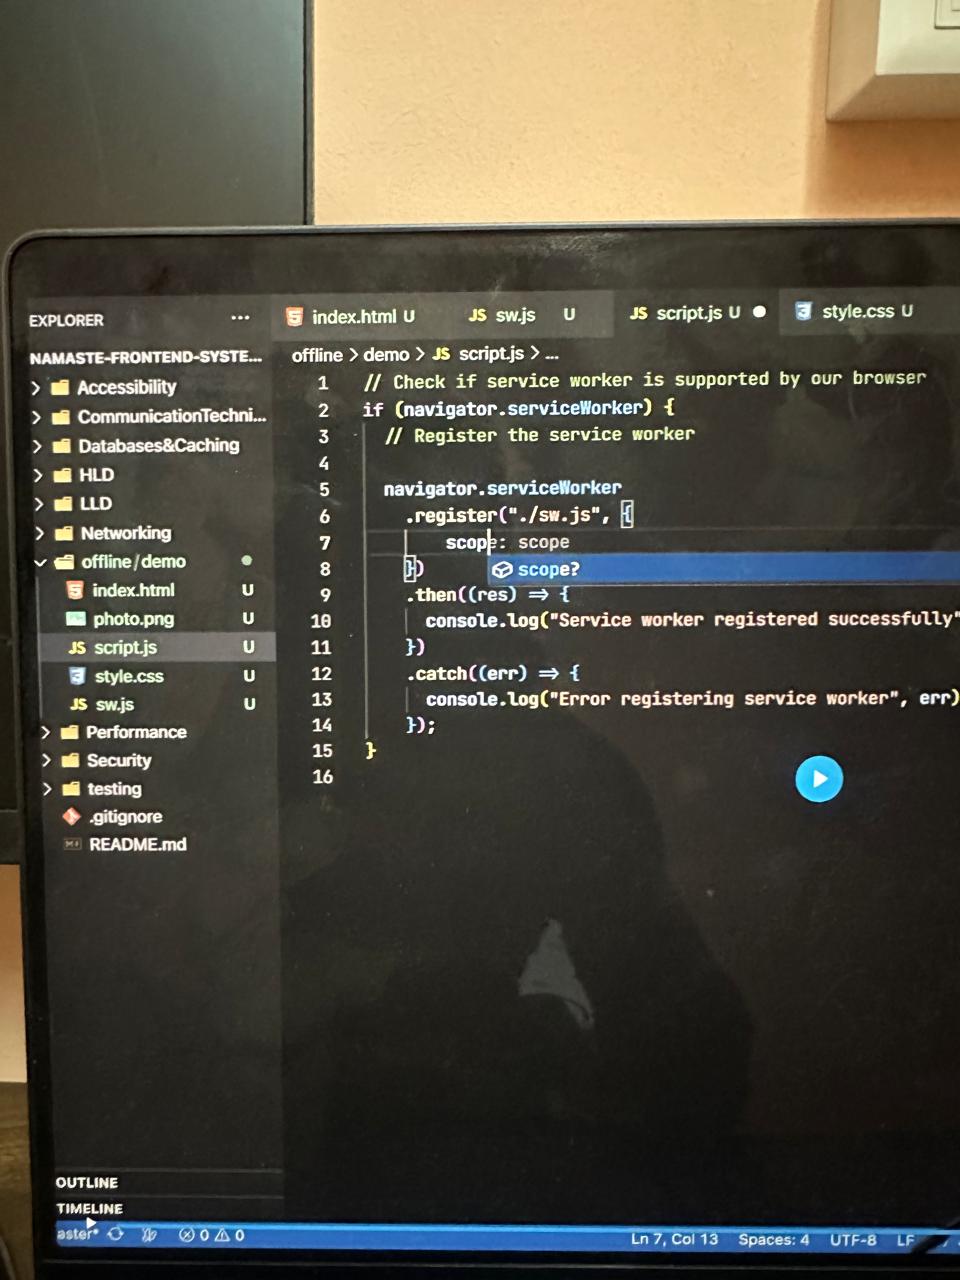 EXPLORER ...
index.html U
JS sw.js U
JS script.js U
style.css U
NAMASTE-FRONTEND-SYSTE...
offline > demo > JS script.js > ...
Accessibility
CommunicationTechni...
Databases&Caching
HLD
LLD
Networking
offline/demo
index.html U
photo.png U
JS script.js U
style.css U
JS sw.js U
Performance
Security
testing
.gitignore
README.md
OUTLINE
TIMELINE
1 // Check if service worker is supported by our browser
2 if (navigator.serviceWorker) {
3 // Register the service worker
4
5 navigator.serviceWorker
6 .register("./sw.js", {
7 scope: scope
scope?
8 })
9 .then((res) => {
10 console.log("Service worker registered successfully"
11 })
12 .catch((err) => {
13 console.log("Error registering service worker", err)
14 });
15 }
16
aster* 0 0
Ln 7, Col 13 Spaces: 4 UTF-8 LF